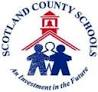 SCOTLAND COUNTY SCHOOLS
An Investment in the Future